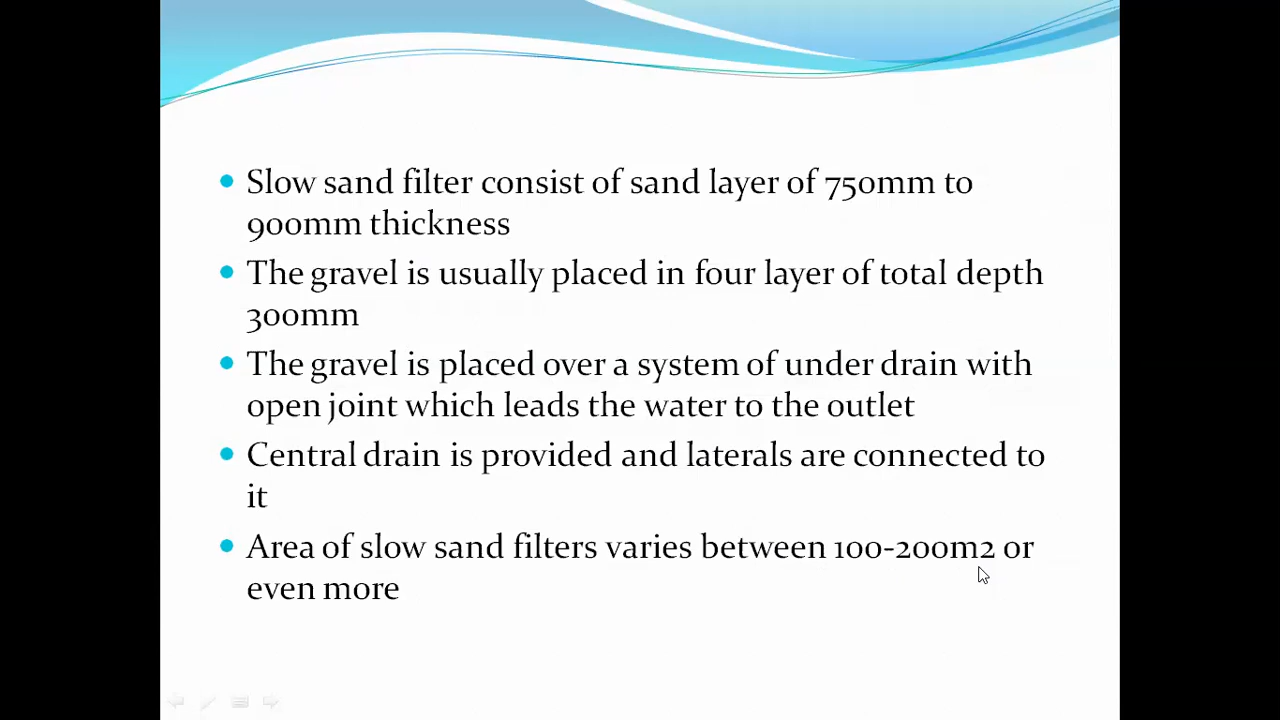 • Slow sand filter consist of sand layer of 750mm to
900mm thickness
• The gravel is usually placed in four layer of total depth
300mm
• The gravel is placed over a system of under drain with
open joint which leads the water to the outlet
• Central drain is provided and laterals are connected to
it
• Area of slow sand filters varies between 100-200m2 or
even more